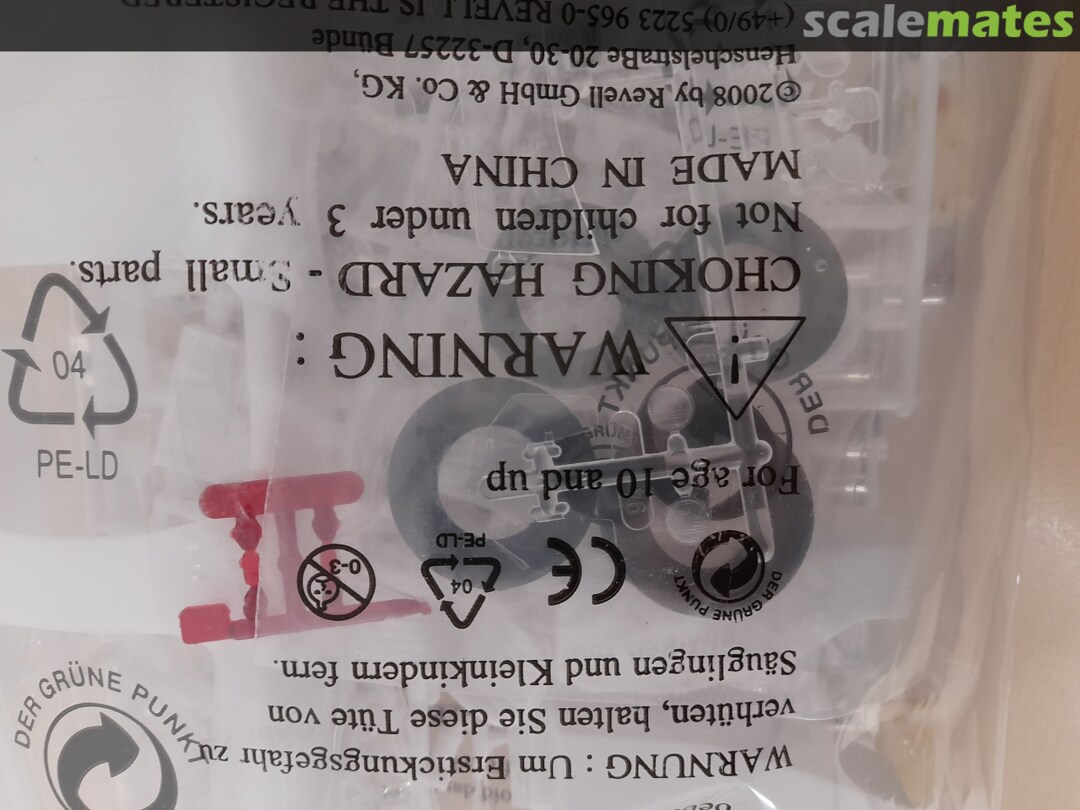 scalemates
WARNUNG : Um Erstickungsgefahr zu
verhüten, halten Sie diese Tüte von
Säuglingen und Kleinkindern fern.
DER GRÜNE PUNKT
CE
04
PE-LD
0-3
For age 10 and up
WARNING :
CHOKING HAZARD - Small parts.
Not for children under 3 years.
MADE IN CHINA
©2008 by Revell GmbH & Co. KG,
Henschelstraße 20-30, D-32257 Bünde
(+49/0) 5223 965-0 REVELL IS THE REGISTERED
04
PE-LD
DER GRÜNE PUNKT
DER
PUNKT